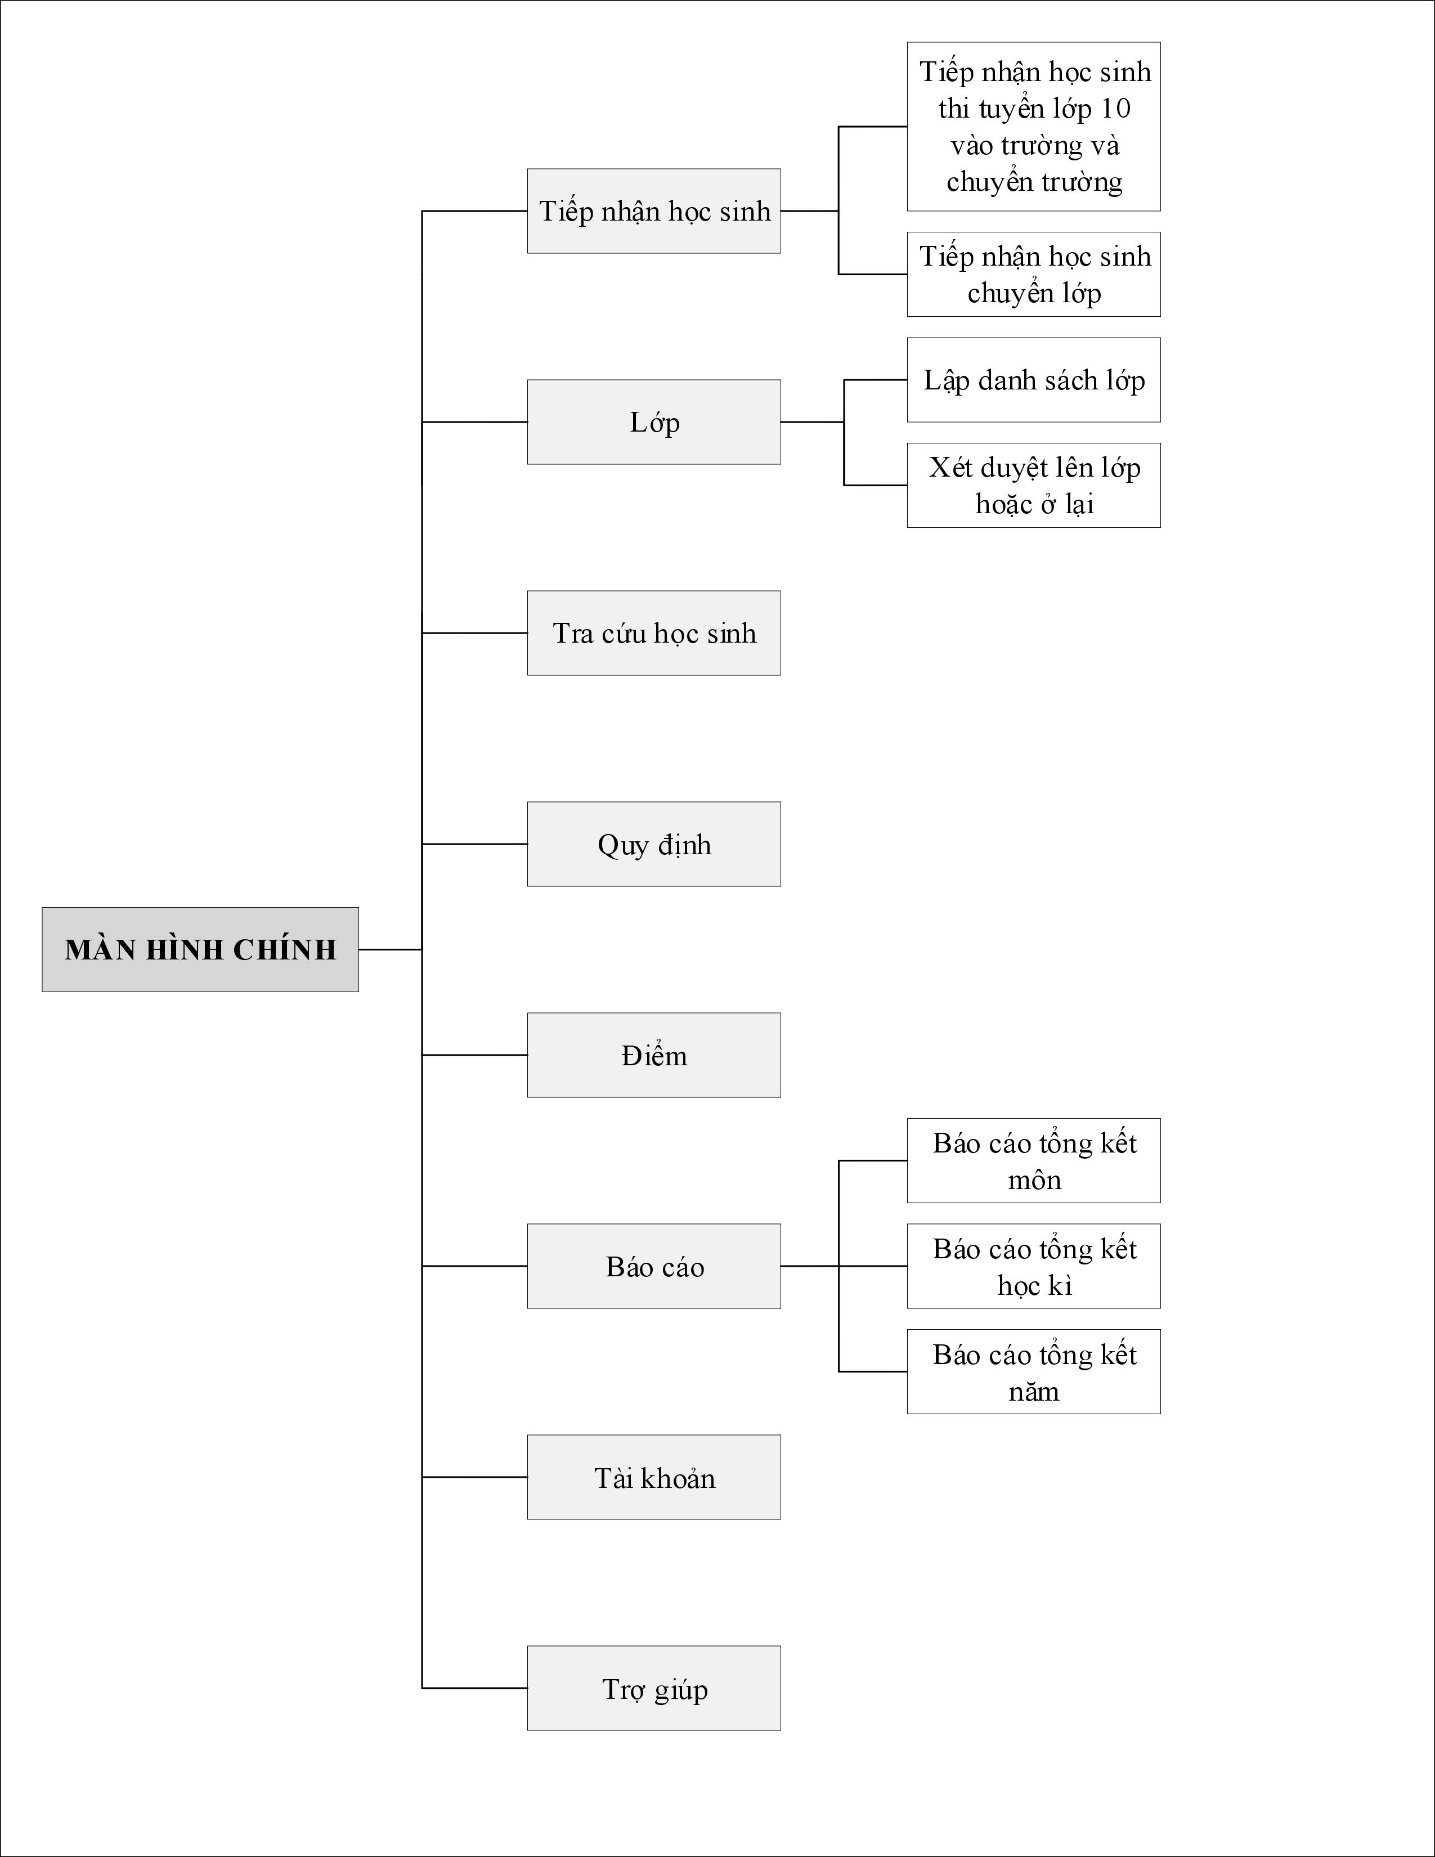 Tiếp nhận học sinh
thi tuyển lớp 10
vào trường và
chuyển trường
Tiếp nhận học sinh
Tiếp nhận học sinh
chuyển lớp
Lập danh sách lớp
Lớp
Xét duyệt lên lớp
hoặc ở lại
Tra cứu học sinh
Quy định
MÀN HÌNH CHÍNH
Điểm
Báo cáo tổng kết
môn
Báo cáo
Báo cáo tổng kết
học kì
Báo cáo tổng kết
năm
Tài khoản
Trợ giúp